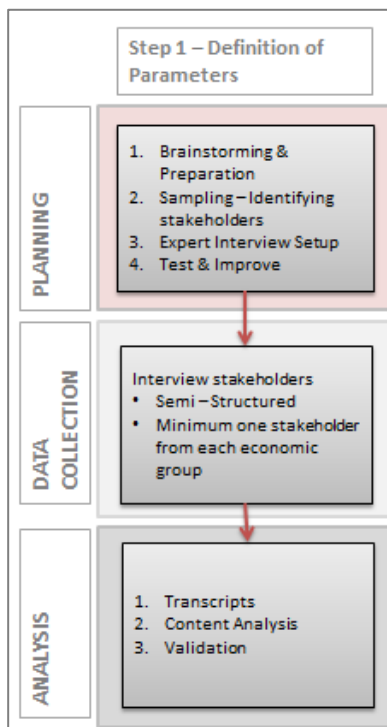 Step 1 – Definition of
Parameters
PLANNING
1. Brainstorming &
Preparation
2. Sampling – Identifying
stakeholders
3. Expert Interview Setup
4. Test & Improve
DATA
COLLECTION
Interview stakeholders
• Semi – Structured
• Minimum one stakeholder
from each economic
group
ANALYSIS
1. Transcripts
2. Content Analysis
3. Validation